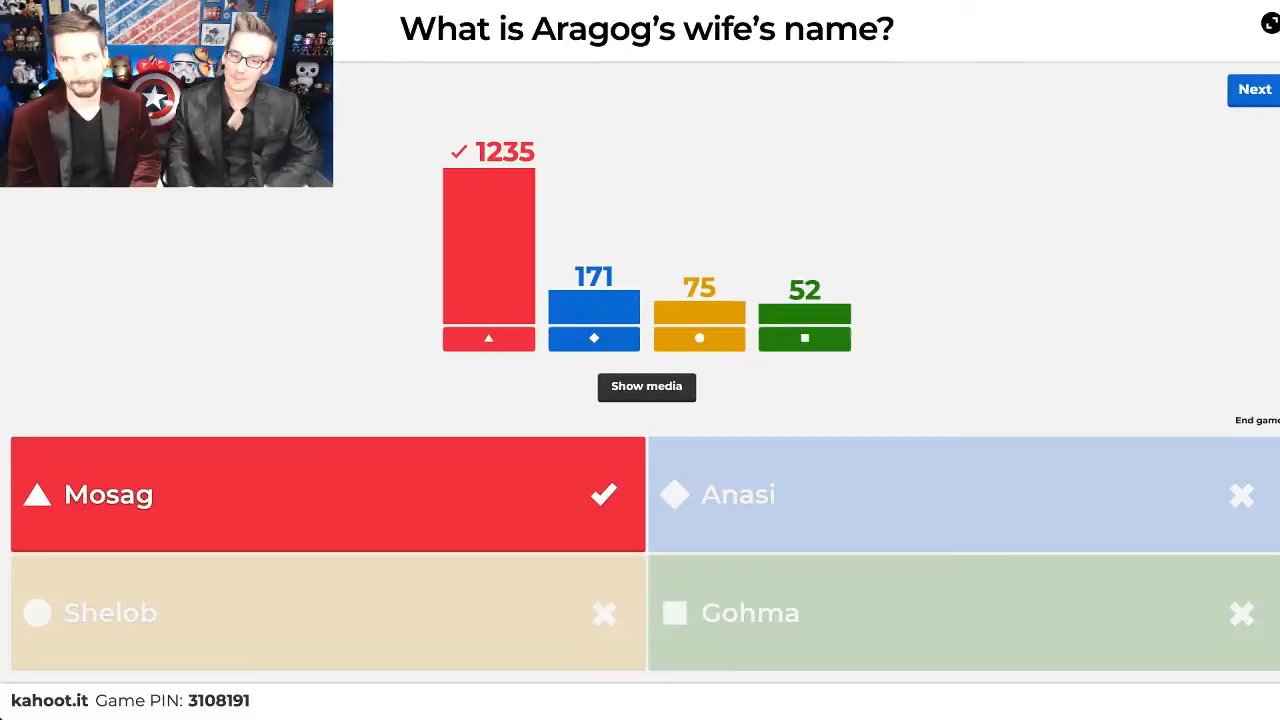 What is Aragog's wife's name?
Next
1235
171
75
52
Show media
End game
Mosag
Anasi
Shelob
Gohma
kahoot.it Game PIN: 3108191